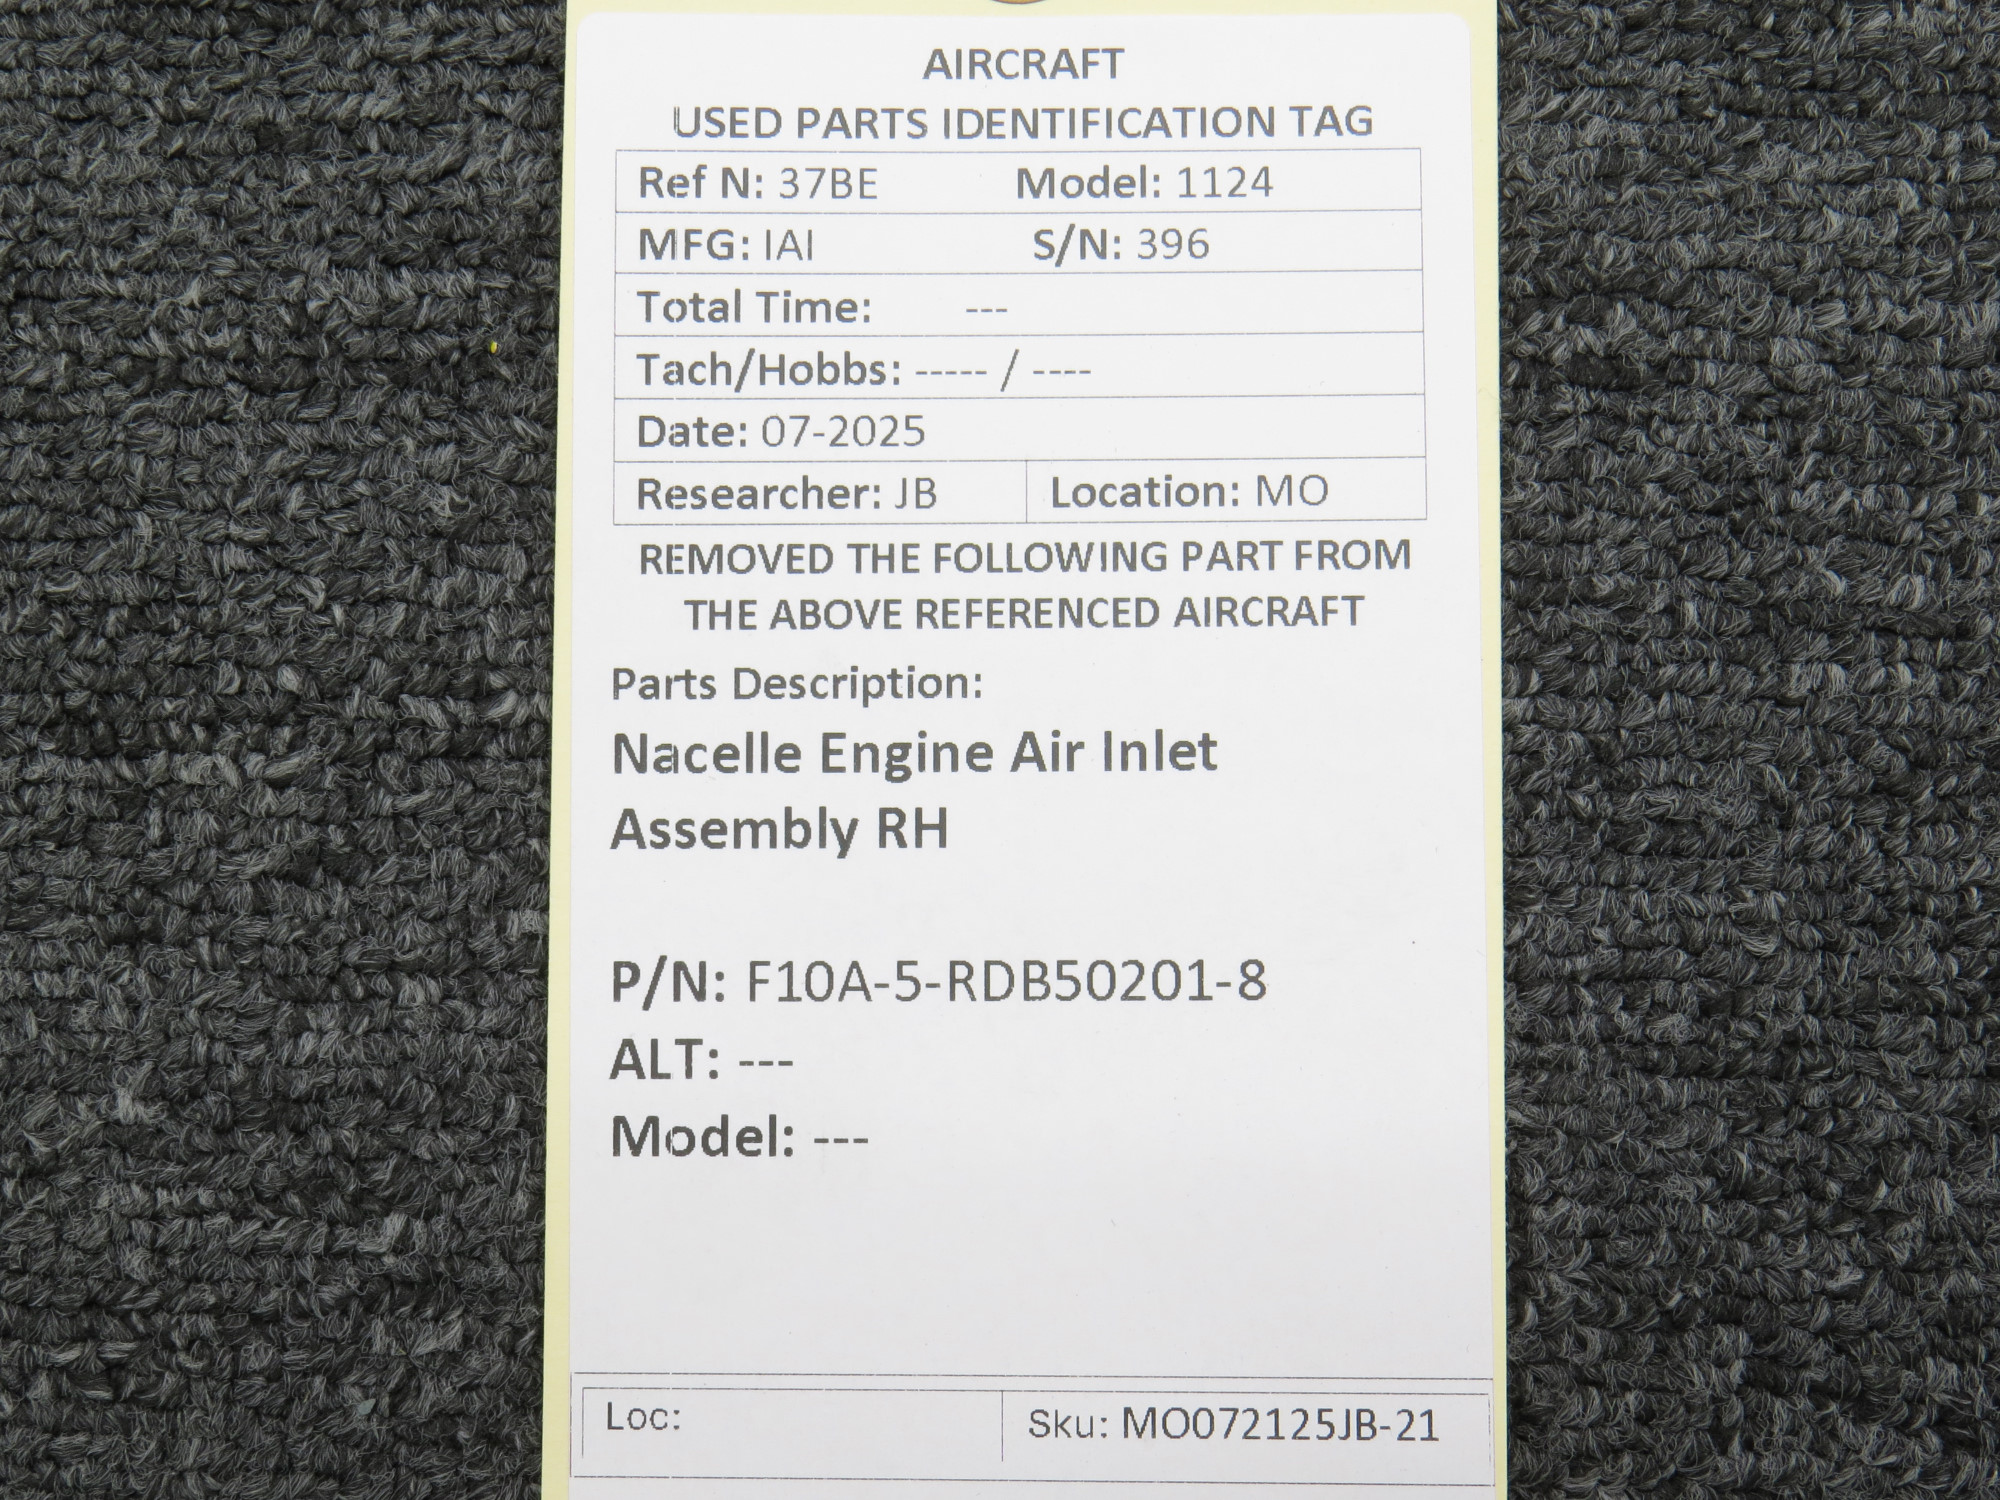 AIRCRAFT
USED PARTS IDENTIFICATION TAG
Ref N: 37BE Model: 1124
MFG: IAI S/N: 396
Total Time: ---
Tach/Hobbs: ----- / ----
Date: 07-2025
Researcher: JB Location: MO
REMOVED THE FOLLOWING PART FROM
THE ABOVE REFERENCED AIRCRAFT
Parts Description:
Nacelle Engine Air Inlet
Assembly RH
P/N: F10A-5-RDB50201-8
ALT: ---
Model: ---
Loc: Sku: MO072125JB-21